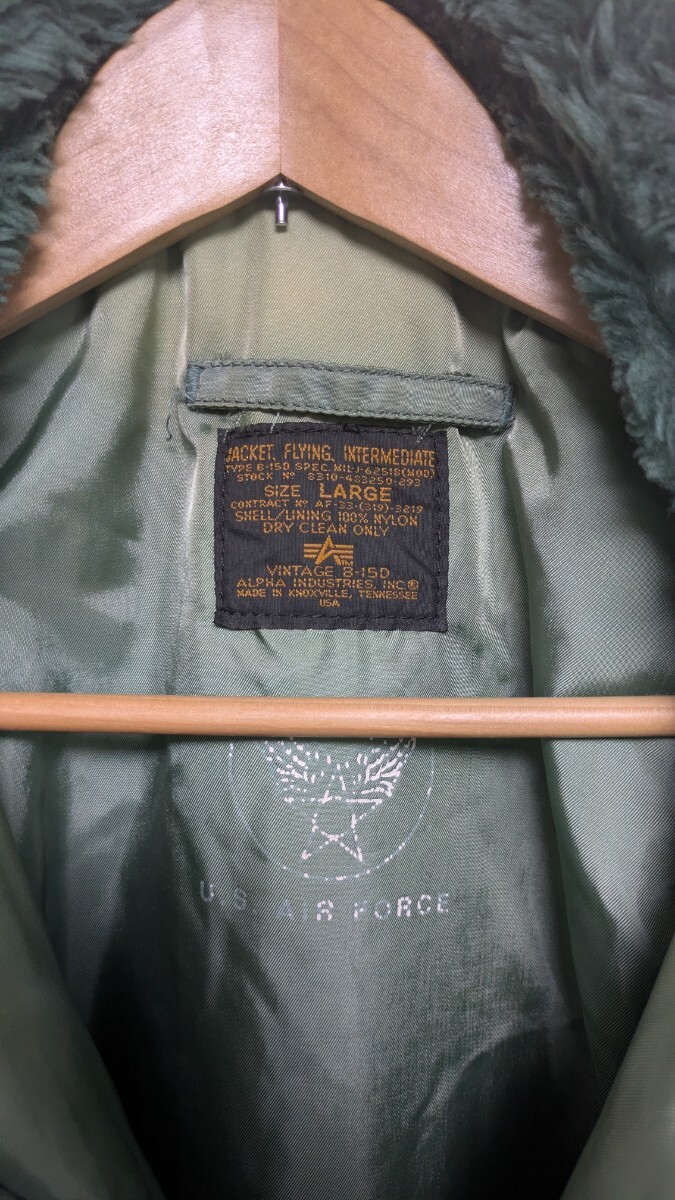 JACKET, FLYING, INTERMEDIATE
TYPE B-15D SPEC. MIL-J-6251B (MOD)
STOCK Nº 8310-483250-293
SIZE LARGE
CONTRACT Nº AF-33-(319)-3219
SHELL/LINING 100% NYLON
DRY CLEAN ONLY
A TM
VINTAGE B-15D
ALPHA INDUSTRIES, INC®
MADE IN KNOXVILLE, TENNESSEE
USA
U.S. AIR FORCE